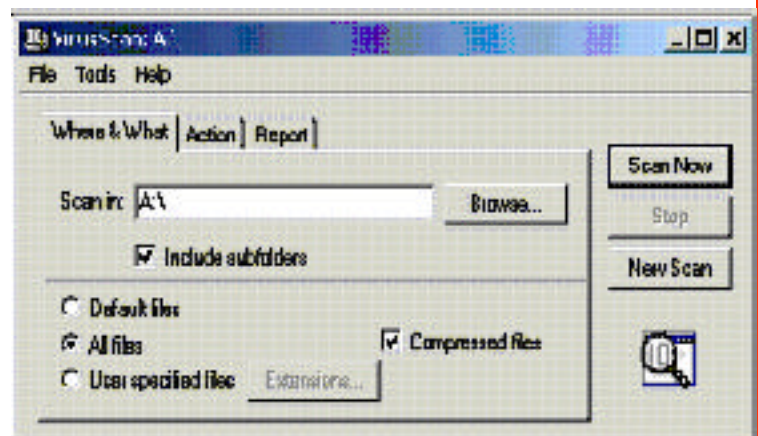 VirusScan: A:\
File Tools Help
Where & What Action Report
Scan in: A:\ Browse...
Include subfolders
Default files
All files Compressed files
User specified files Extensions...
Scan Now
Stop
New Scan